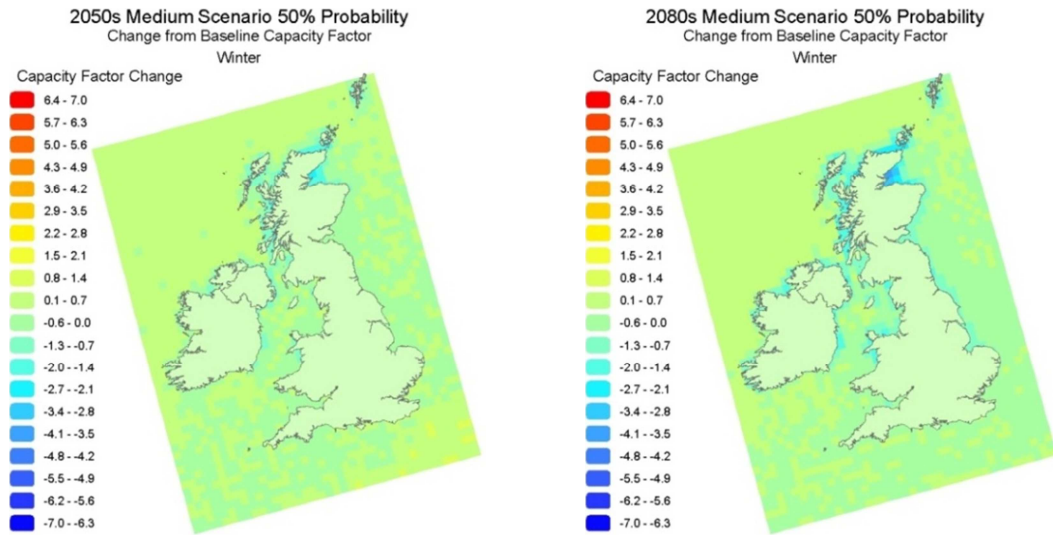 2050s Medium Scenario 50% Probability
Change from Baseline Capacity Factor
Winter
Capacity Factor Change
6.4 - 7.0
5.7 - 6.3
5.0 - 5.6
4.3 - 4.9
3.6 - 4.2
2.9 - 3.5
2.2 - 2.8
1.5 - 2.1
0.8 - 1.4
0.1 - 0.7
-0.6 - 0.0
-1.3 - -0.7
-2.0 - -1.4
-2.7 - -2.1
-3.4 - -2.8
-4.1 - -3.5
-4.8 - -4.2
-5.5 - -4.9
-6.2 - -5.6
-7.0 - -6.3
2080s Medium Scenario 50% Probability
Change from Baseline Capacity Factor
Winter
Capacity Factor Change
6.4 - 7.0
5.7 - 6.3
5.0 - 5.6
4.3 - 4.9
3.6 - 4.2
2.9 - 3.5
2.2 - 2.8
1.5 - 2.1
0.8 - 1.4
0.1 - 0.7
-0.6 - 0.0
-1.3 - -0.7
-2.0 - -1.4
-2.7 - -2.1
-3.4 - -2.8
-4.1 - -3.5
-4.8 - -4.2
-5.5 - -4.9
-6.2 - -5.6
-7.0 - -6.3